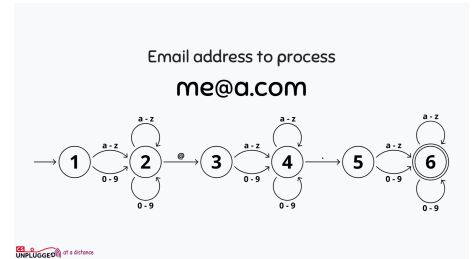 Email address to process
me@a.com
a - z
a - z
a - z
a - z @ a - z . a - z
1 2 3 4 5 6
0 - 9 0 - 9 0 - 9
0 - 9
0 - 9
0 - 9
CS
UNPLUGGED at a distance